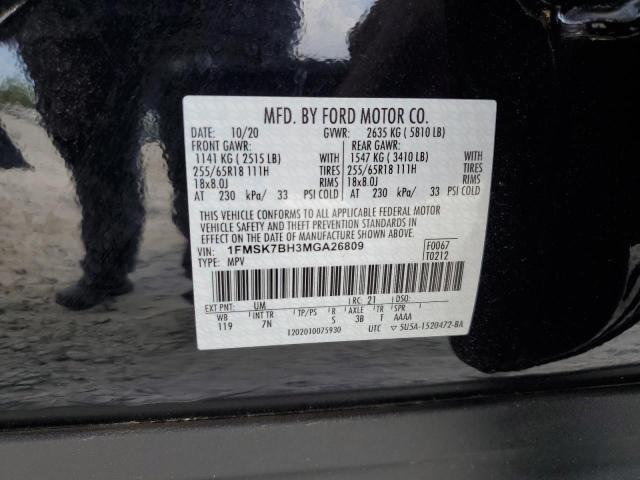 MFD. BY FORD MOTOR CO.
DATE: 10/20 GVWR: 2635 KG ( 5810 LB)
FRONT GAWR: REAR GAWR:
1141 KG ( 2515 LB) WITH 1547 KG ( 3410 LB) WITH
255/65R18 111H TIRES 255/65R18 111H TIRES
18x8.0J RIMS 18x8.0J RIMS
AT 230 kPa/ 33 PSI COLD AT 230 kPa/ 33 PSI COLD
THIS VEHICLE CONFORMS TO ALL APPLICABLE FEDERAL MOTOR
VEHICLE SAFETY AND THEFT PREVENTION STANDARDS IN
EFFECT ON THE DATE OF MANUFACTURE SHOWN ABOVE.
VIN: 1FMSK7BH3MGA26809 F0067
TYPE: MPV T0212
EXT PNT: UM RC: 21 DSO:
WB INT TR TP/PS R AXLE TR SPR
119 7N S 3B T AAAA
1202010075930 UTC ▽ 5U5A-1520472-BA